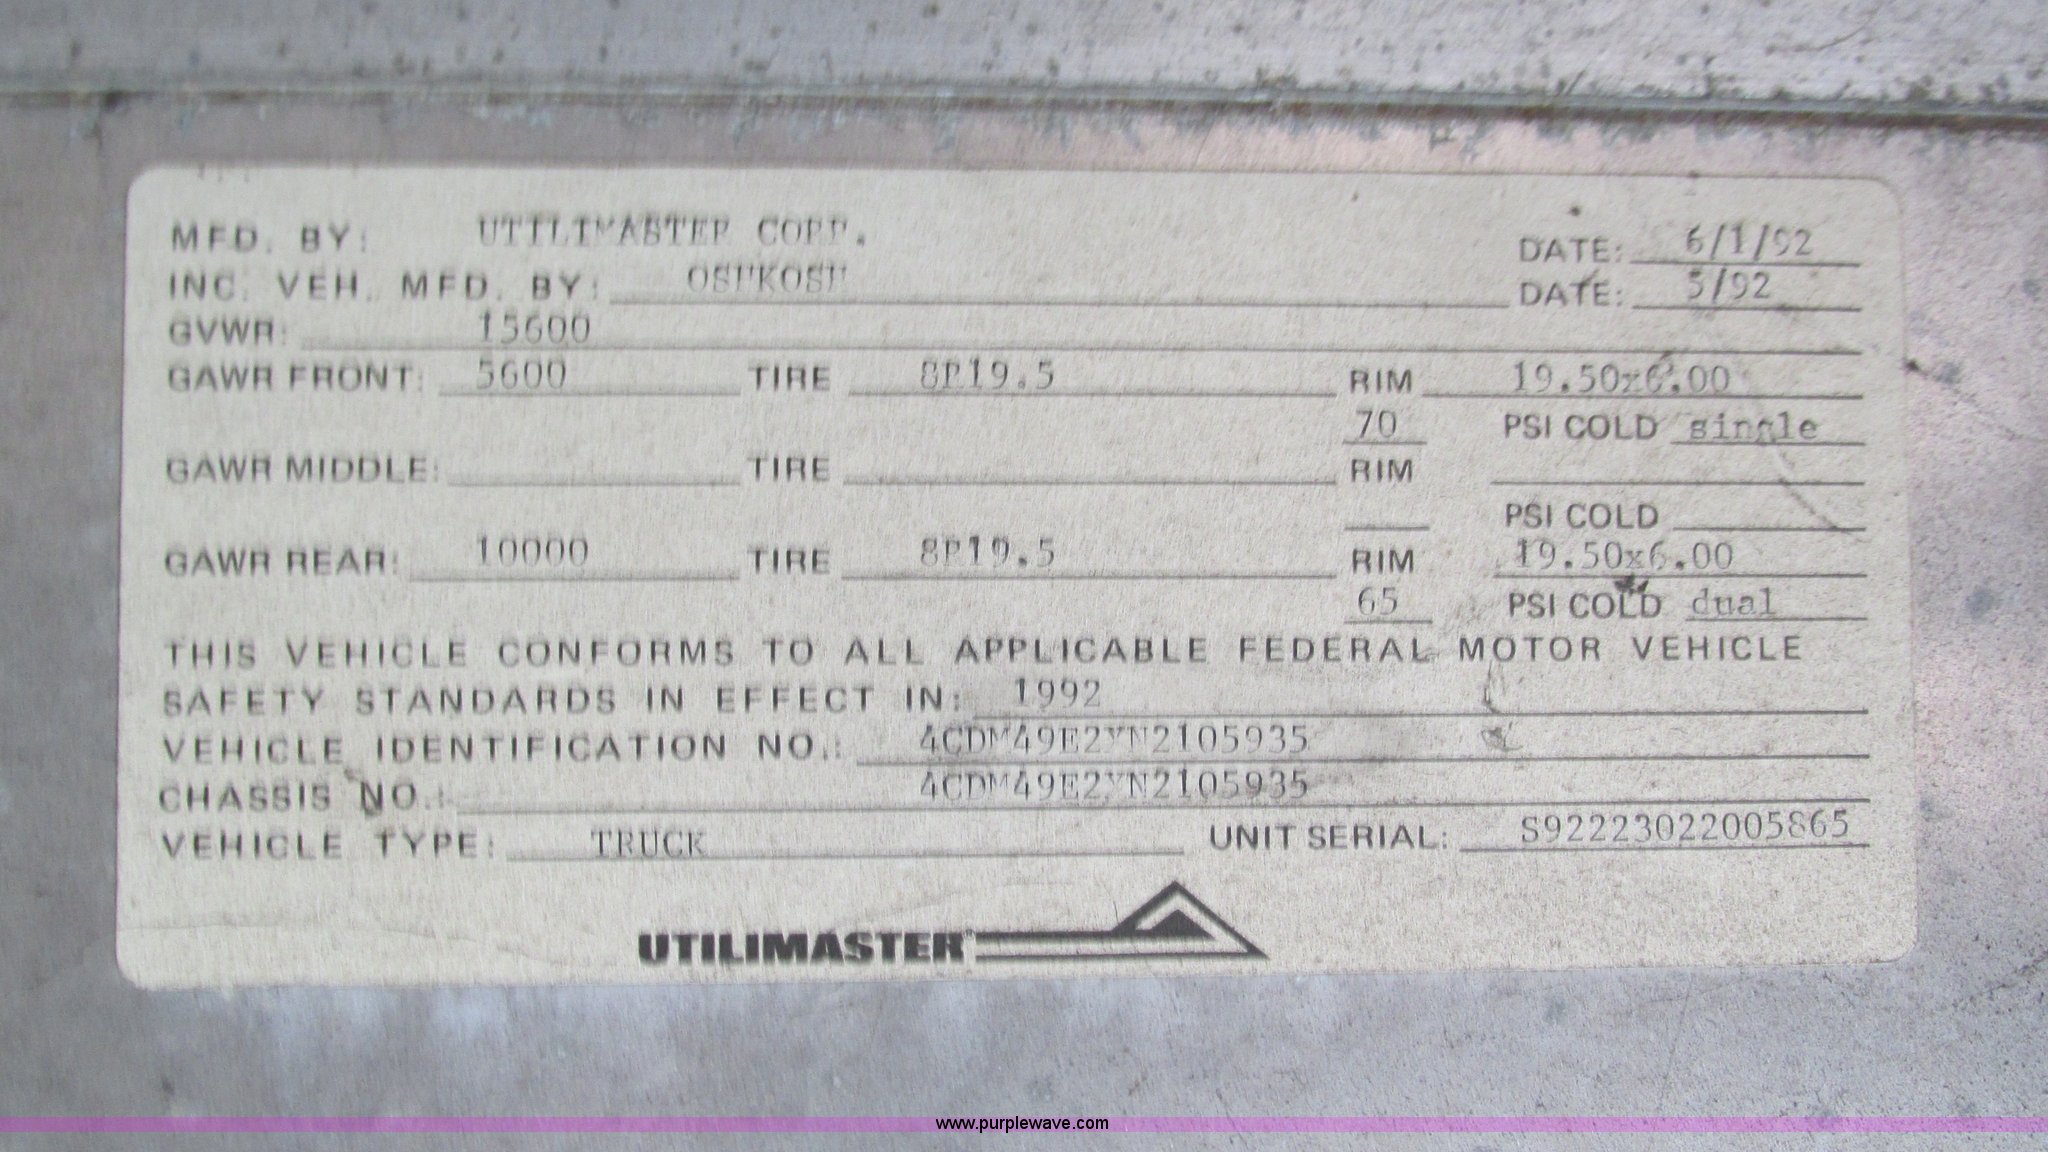 MFD. BY: UTILIMASTER CORP. DATE: 6/1/92
INC. VEH. MFD. BY: OSHKOSH DATE: 5/92
GVWR: 15600
GAWR FRONT: 5600 TIRE 8R19.5 RIM 19.50x6.00
70 PSI COLD single
GAWR MIDDLE: TIRE RIM
PSI COLD
GAWR REAR: 10000 TIRE 8R19.5 RIM 19.50x6.00
65 PSI COLD dual
THIS VEHICLE CONFORMS TO ALL APPLICABLE FEDERAL MOTOR VEHICLE
SAFETY STANDARDS IN EFFECT IN: 1992
VEHICLE IDENTIFICATION NO.: 4CDM49E2YN2105935
CHASSIS NO.: 4CDM49E2YN2105935
VEHICLE TYPE: TRUCK UNIT SERIAL: S92223022005865
UTILIMASTER
www.purplewave.com